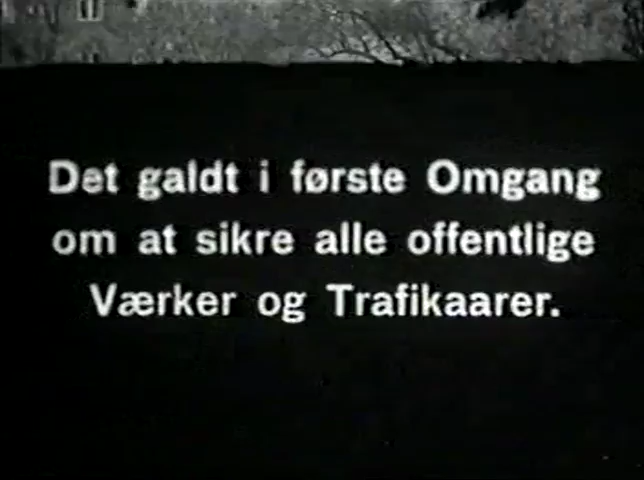 Det galdt i første Omgang
om at sikre alle offentlige
Værker og Trafikaarer.